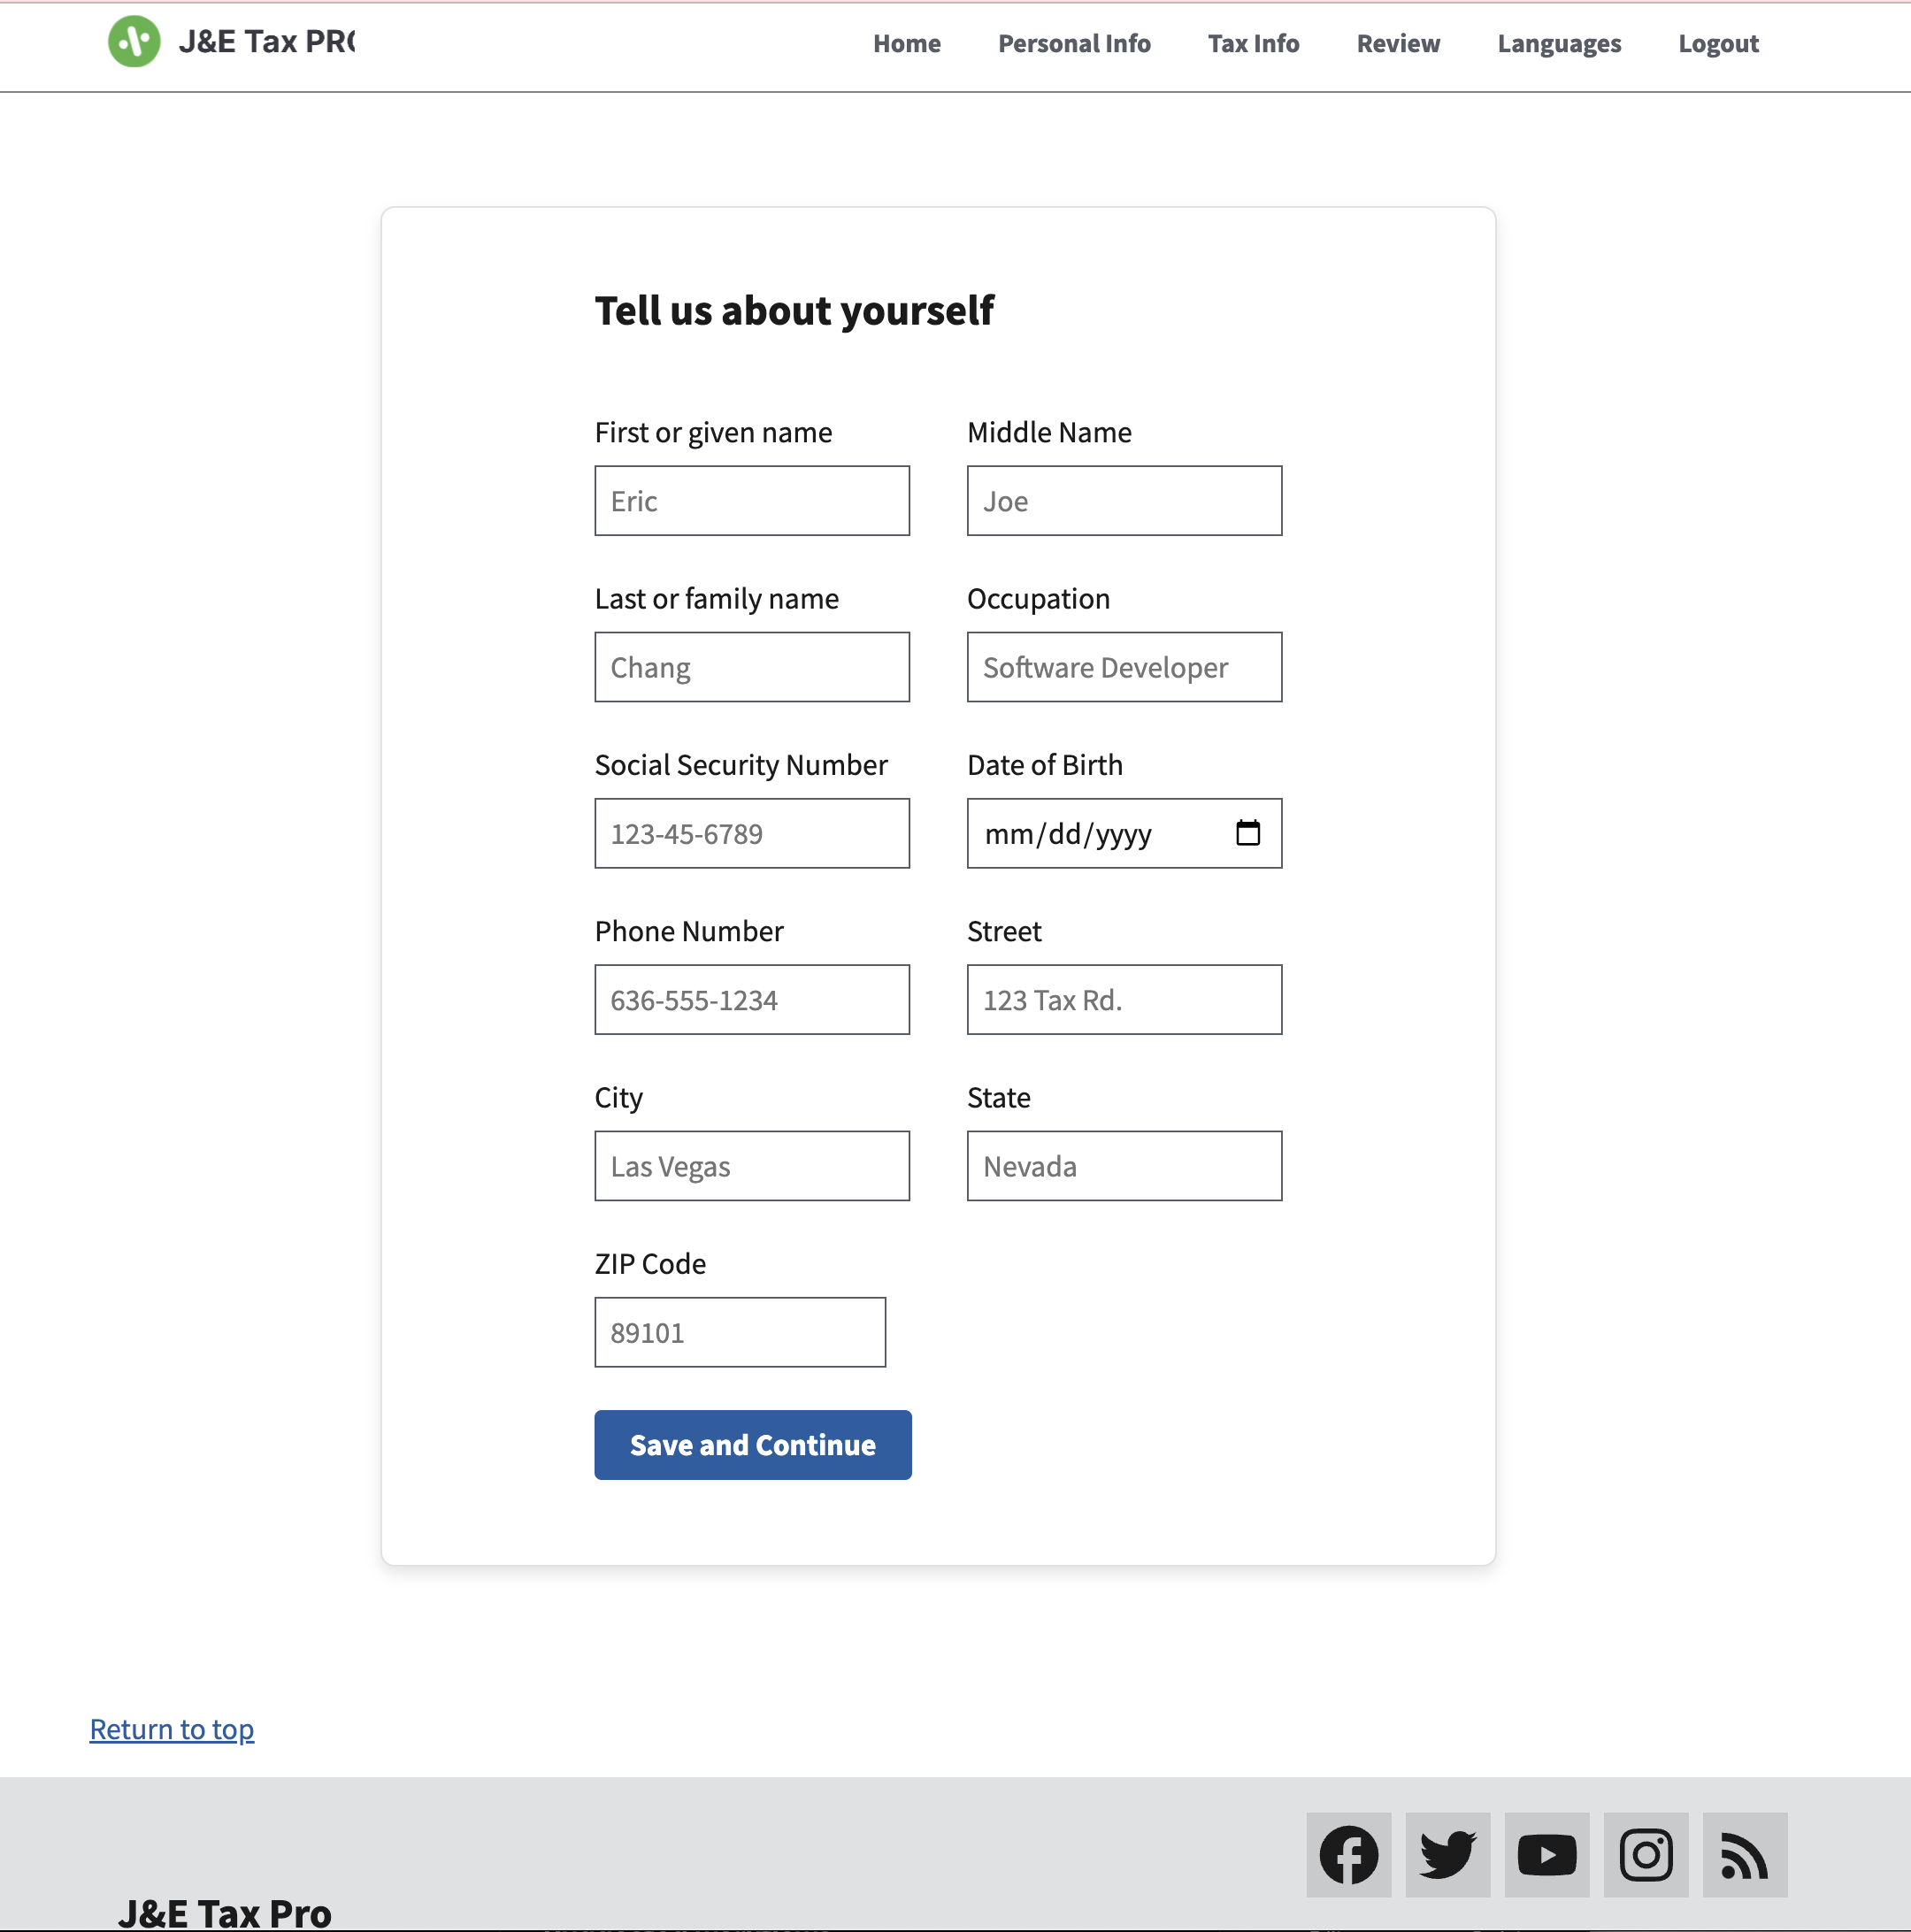 J&E Tax PR
Home Personal Info Tax Info Review Languages Logout
Tell us about yourself
First or given name Middle Name
Eric Joe
Last or family name Occupation
Chang Software Developer
Social Security Number Date of Birth
123-45-6789 mm/dd/yyyy
Phone Number Street
636-555-1234 123 Tax Rd.
City State
Las Vegas Nevada
ZIP Code
89101
Save and Continue
Return to top
J&E Tax Pro